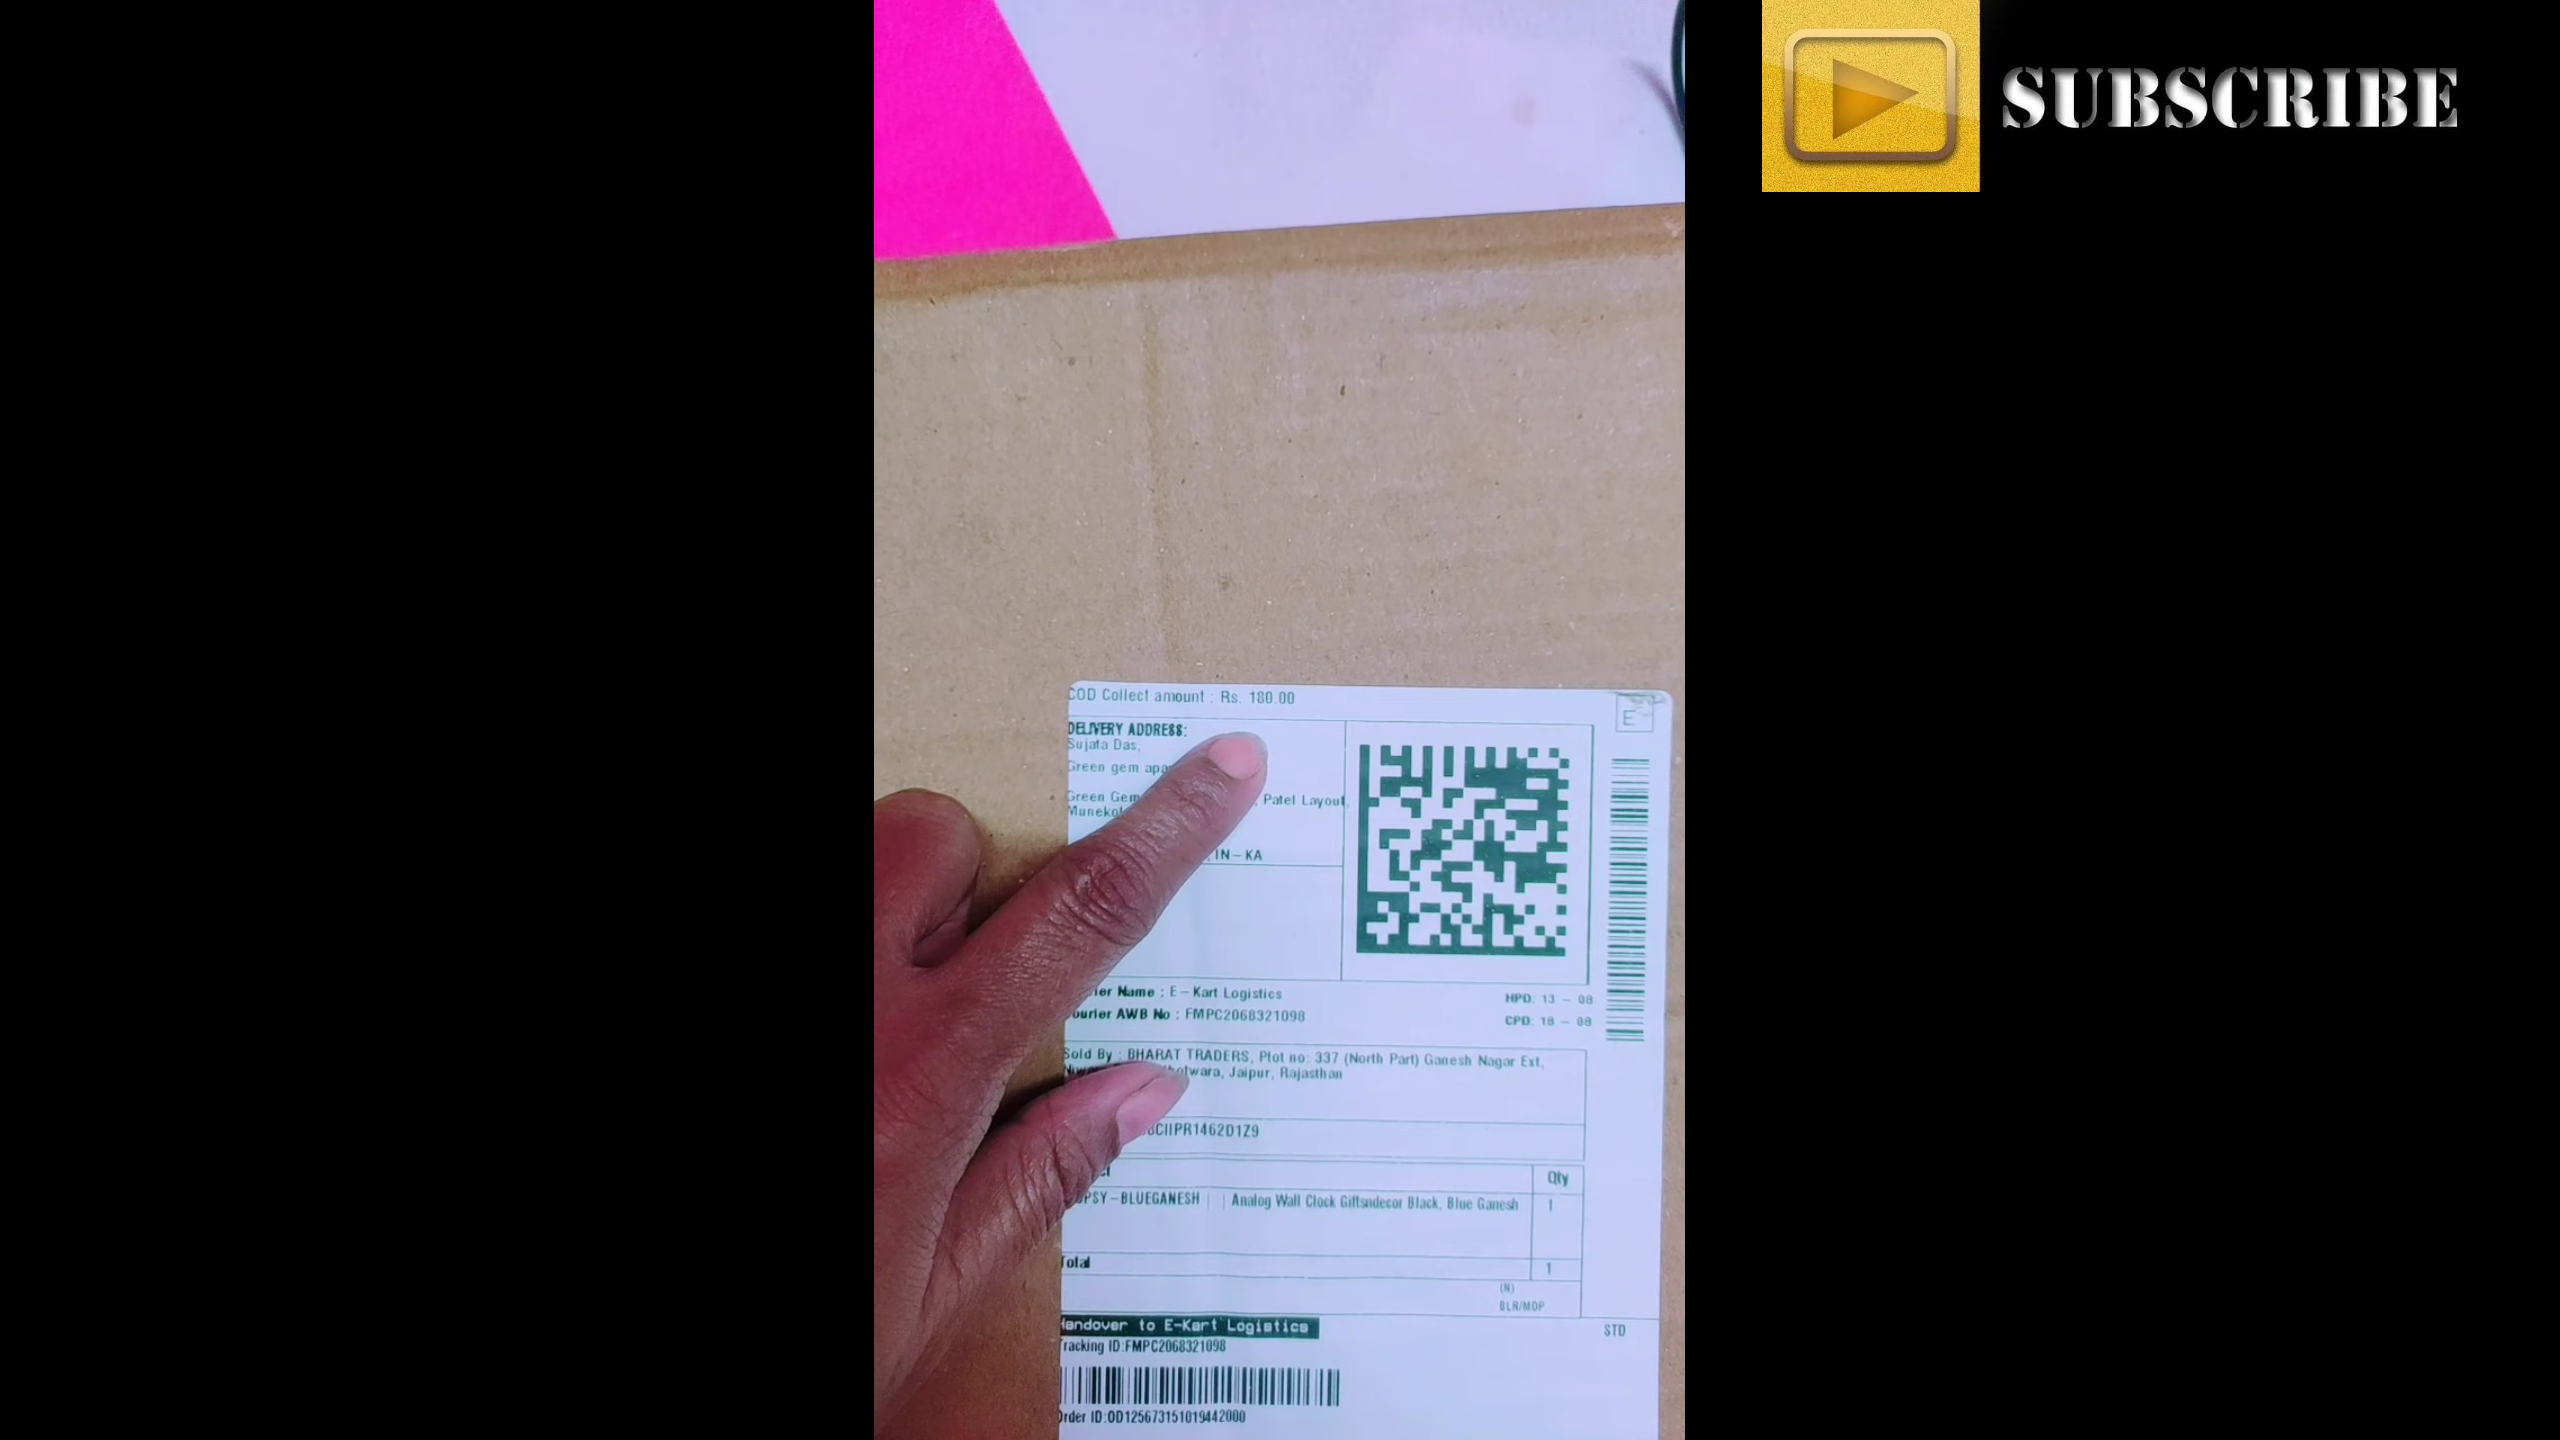 SUBSCRIBE
COD Collect amount : Rs. 180.00
E
DELIVERY ADDRESS:
Sujata Das,
Green gem apa
Green Gem , Patel Layout,
Munekol
, IN-KA
ier Name : E-Kart Logistics
HPD: 13 - 08
ourier AWB No : FMPC2068321098
CPD: 18 - 08
Sold By : BHARAT TRADERS, Plot no: 337 (North Part) Ganesh Nagar Ext,
otwara, Jaipur, Rajasthan
CIIPR1462D1Z9
Qty
PSY-BLUEGANESH | | Analog Wall Clock Giftsndecor Black, Blue Ganesh 1
Total 1
(N)
BLR/MDP
Handover to E-Kart Logistics
STD
Tracking ID:FMPC2068321098
Order ID:OD125673151019442000